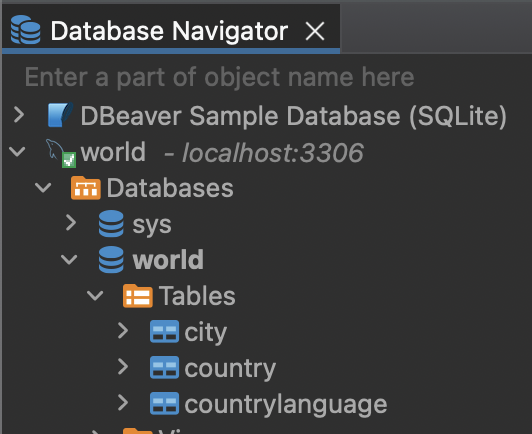 Database Navigator
Enter a part of object name here
DBeaver Sample Database (SQLite)
world - localhost:3306
Databases
sys
world
Tables
city
country
countrylanguage